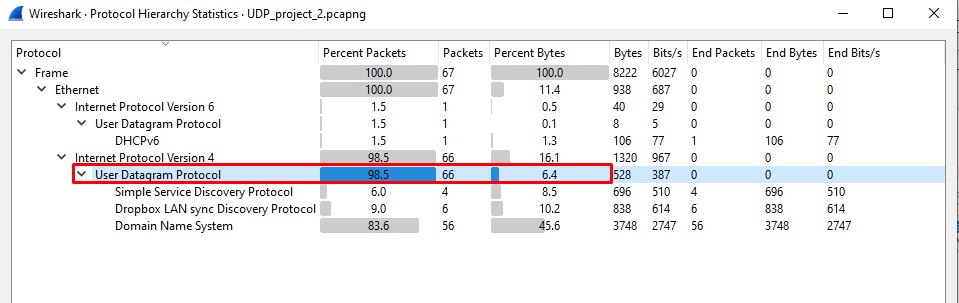 Wireshark · Protocol Hierarchy Statistics · UDP_project_2.pcapng
Protocol Percent Packets Packets Percent Bytes Bytes Bits/s End Packets End Bytes End Bits/s
Frame 100.0 67 100.0 8222 6027 0 0 0
Ethernet 100.0 67 11.4 938 687 0 0 0
Internet Protocol Version 6 1.5 1 0.5 40 29 0 0 0
User Datagram Protocol 1.5 1 0.1 8 5 0 0 0
DHCPv6 1.5 1 1.3 106 77 1 106 77
Internet Protocol Version 4 98.5 66 16.1 1320 967 0 0 0
User Datagram Protocol 98.5 66 6.4 528 387 0 0 0
Simple Service Discovery Protocol 6.0 4 8.5 696 510 4 696 510
Dropbox LAN sync Discovery Protocol 9.0 6 10.2 838 614 6 838 614
Domain Name System 83.6 56 45.6 3748 2747 56 3748 2747